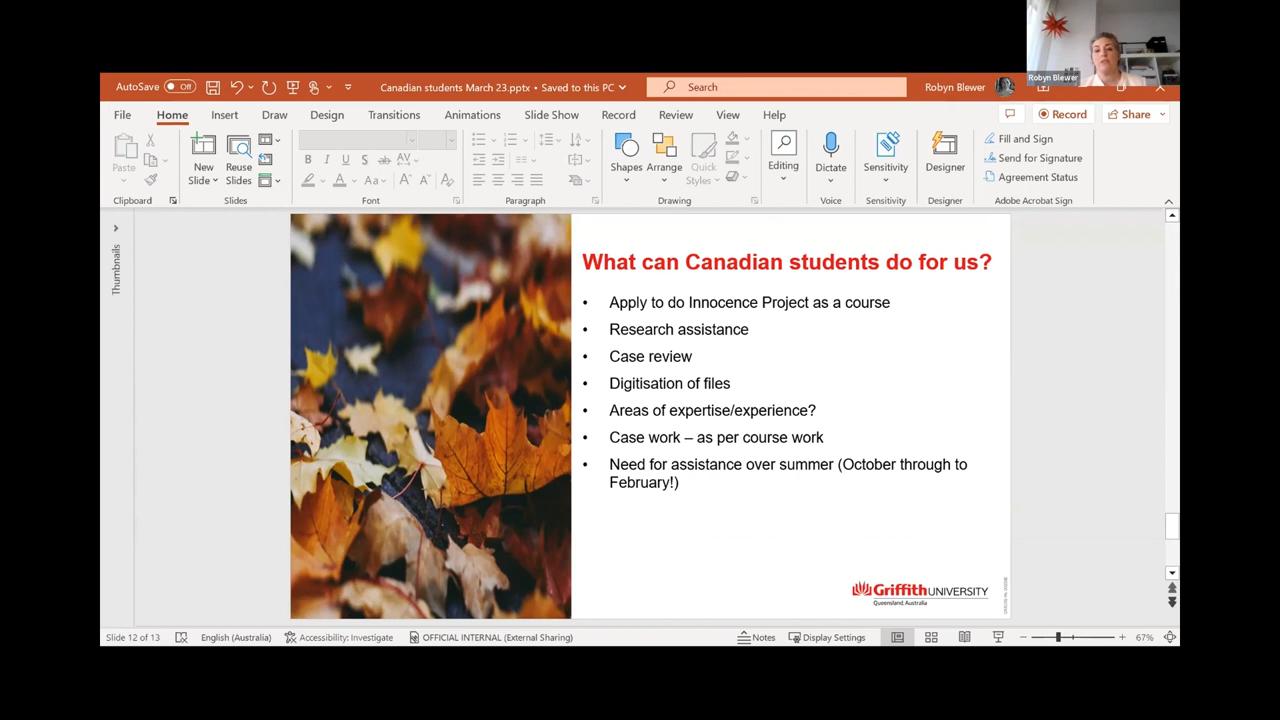 Robyn Blewer
AutoSave Off
Canadian students March 23.pptx • Saved to this PC
Search
Robyn Blewer
File Home Insert Draw Design Transitions Animations Slide Show Record Review View Help
Record Share
Paste
New Slides
Reuse Slides
B I U S ab AV
A Aa A A A
Shapes Arrange Quick Styles
Editing
Dictate
Sensitivity
Designer
Fill and Sign
Send for Signature
Agreement Status
Clipboard Slides Font Paragraph Drawing Voice Sensitivity Designer Adobe Acrobat Sign
Thumbnails
What can Canadian students do for us?
• Apply to do Innocence Project as a course
• Research assistance
• Case review
• Digitisation of files
• Areas of expertise/experience?
• Case work – as per course work
• Need for assistance over summer (October through to
February!)
Griffith UNIVERSITY
Queensland, Australia
Slide 12 of 13 English (Australia) Accessibility: Investigate OFFICIAL INTERNAL (External Sharing) Notes Display Settings 67%